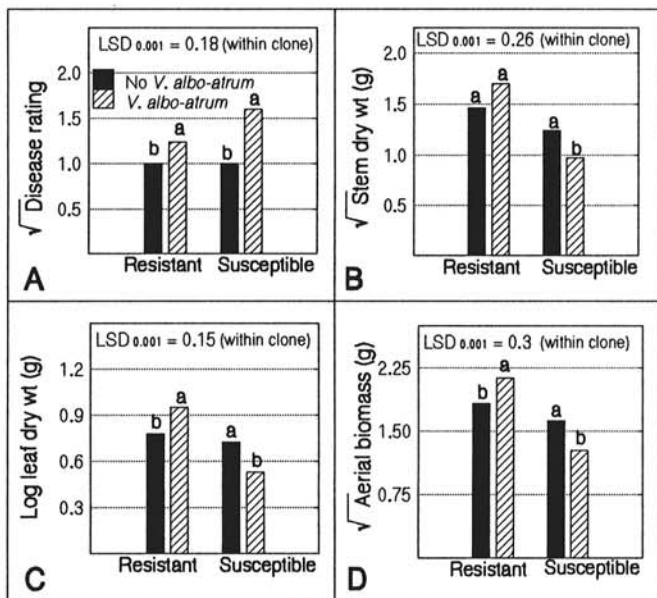 LSD 0.001 = 0.18 (within clone)
No V. albo-atrum
V. albo-atrum
√Disease rating
2.0
1.5
1.0
0.5
b
a
b
a
Resistant
Susceptible
A
LSD 0.001 = 0.26 (within clone)
√Stem dry wt (g)
2.0
1.5
1.0
0.5
a
a
a
b
Resistant
Susceptible
B
LSD 0.001 = 0.15 (within clone)
Log leaf dry wt (g)
1.2
0.9
0.6
0.3
b
a
a
b
Resistant
Susceptible
C
LSD 0.001 = 0.3 (within clone)
√Aerial biomass (g)
2.25
1.50
0.75
b
a
a
b
Resistant
Susceptible
D